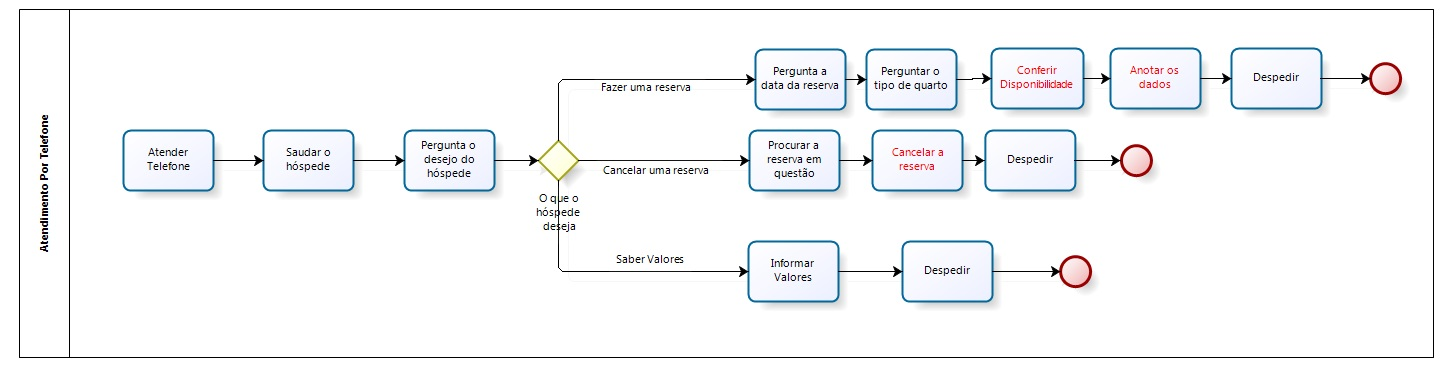 Atendimento Por Telefone
Atender
Telefone
Saudar o
hóspede
Pergunta o
desejo do
hóspede
O que o
hóspede
deseja
Fazer uma reserva
Pergunta a
data da reserva
Perguntar o
tipo de quarto
Conferir
Disponibilidade
Anotar os
dados
Despedir
Cancelar uma reserva
Procurar a
reserva em
questão
Cancelar a
reserva
Despedir
Saber Valores
Informar
Valores
Despedir